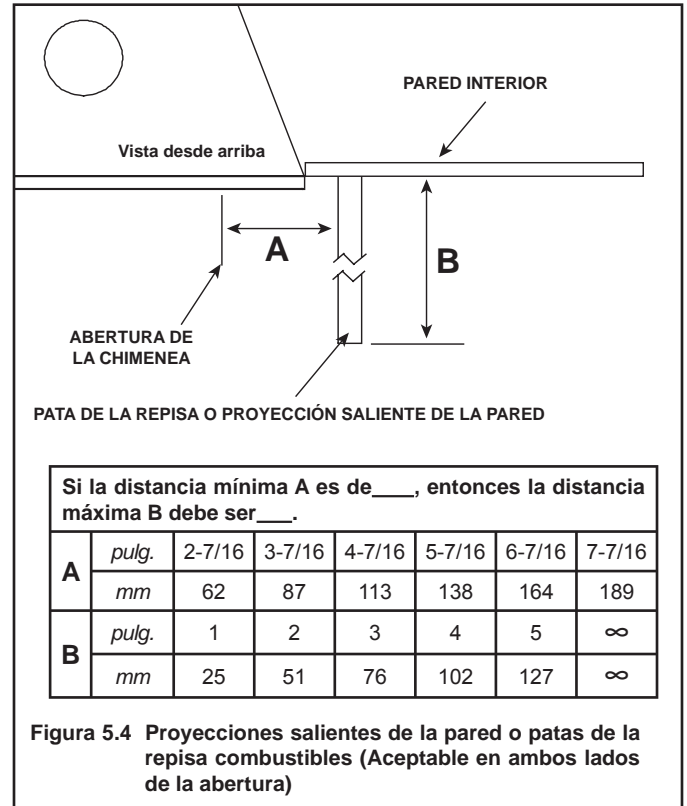 PARED INTERIOR
Vista desde arriba
A
B
ABERTURA DE
LA CHIMENEA
PATA DE LA REPISA O PROYECCIÓN SALIENTE DE LA PARED
Si la distancia mínima A es de___, entonces la distancia
máxima B debe ser___.
A pulg. 2-7/16 3-7/16 4-7/16 5-7/16 6-7/16 7-7/16
mm 62 87 113 138 164 189
B pulg. 1 2 3 4 5 ∞
mm 25 51 76 102 127 ∞
Figura 5.4 Proyecciones salientes de la pared o patas de la
repisa combustibles (Aceptable en ambos lados
de la abertura)